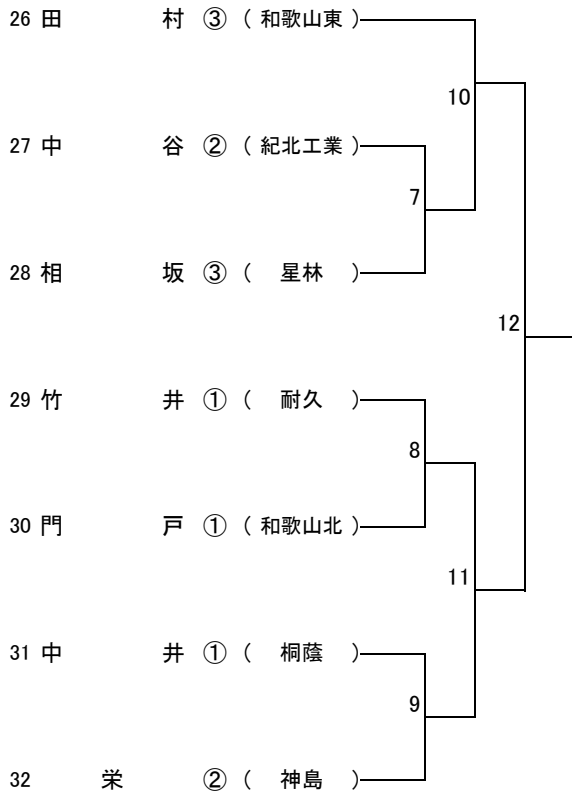 26 田 村 ③ ( 和歌山東 )
10
27 中 谷 ② ( 紀北工業 )
7
28 相 坂 ③ ( 星林 )
12
29 竹 井 ① ( 耐久 )
8
30 門 戸 ① ( 和歌山北 )
11
31 中 井 ① ( 桐蔭 )
9
32 栄 ② ( 神島 )